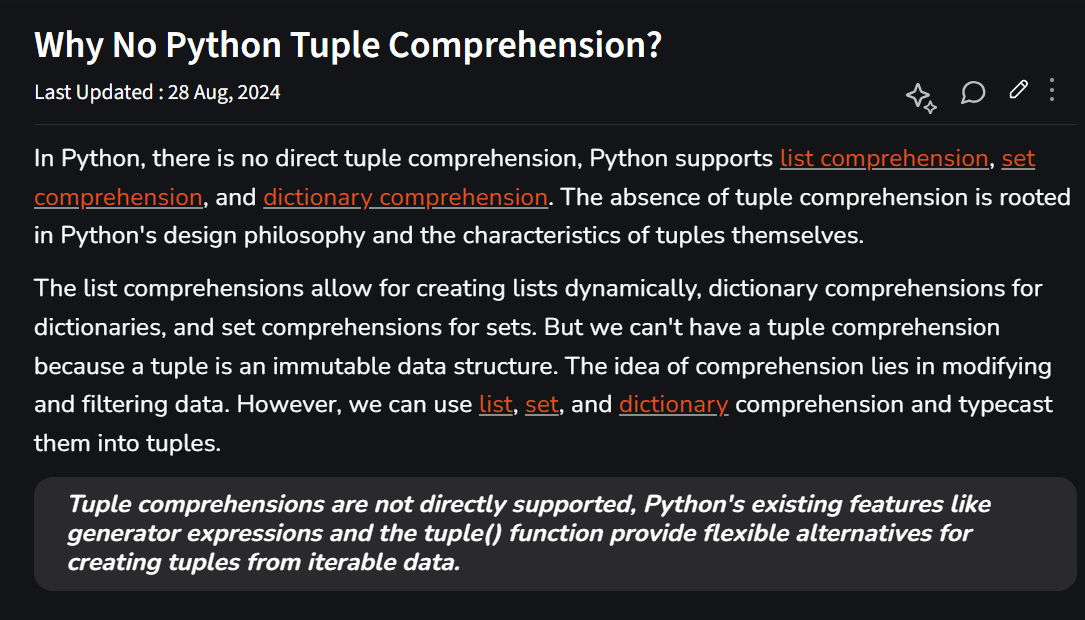 Why No Python Tuple Comprehension?
Last Updated : 28 Aug, 2024
In Python, there is no direct tuple comprehension, Python supports list comprehension, set
comprehension, and dictionary comprehension. The absence of tuple comprehension is rooted
in Python's design philosophy and the characteristics of tuples themselves.
The list comprehensions allow for creating lists dynamically, dictionary comprehensions for
dictionaries, and set comprehensions for sets. But we can't have a tuple comprehension
because a tuple is an immutable data structure. The idea of comprehension lies in modifying
and filtering data. However, we can use list, set, and dictionary comprehension and typecast
them into tuples.
Tuple comprehensions are not directly supported, Python's existing features like
generator expressions and the tuple() function provide flexible alternatives for
creating tuples from iterable data.